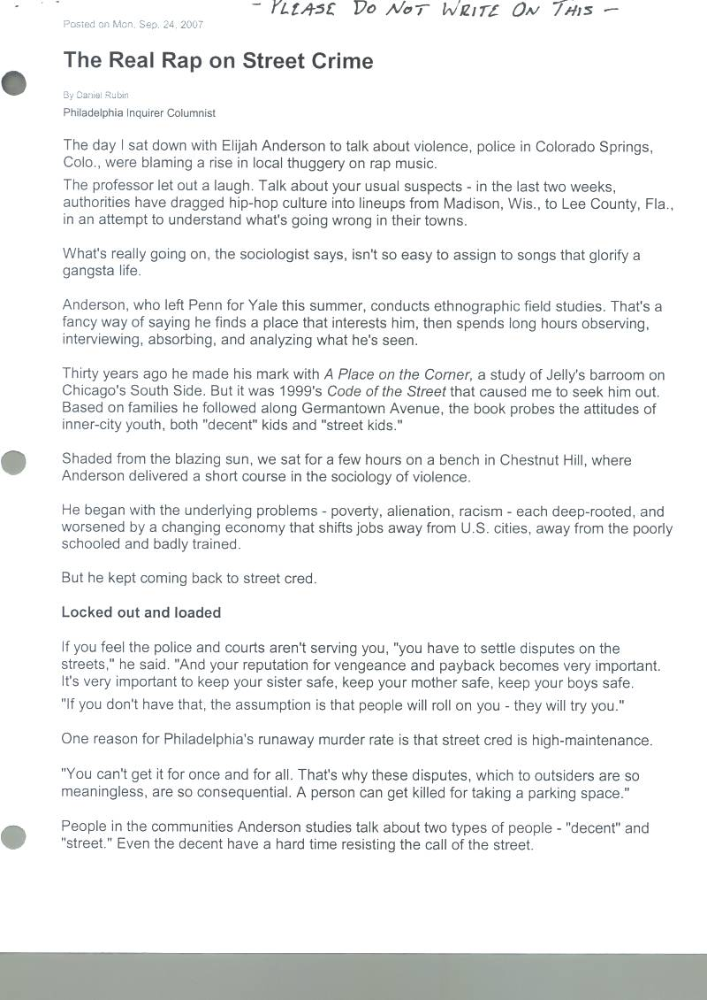 - PLEASE DO NOT WRITE ON THIS -
Posted on Mon, Sep. 24, 2007
The Real Rap on Street Crime
By Daniel Rubin
Philadelphia Inquirer Columnist
The day I sat down with Elijah Anderson to talk about violence, police in Colorado Springs,
Colo., were blaming a rise in local thuggery on rap music.
The professor let out a laugh. Talk about your usual suspects - in the last two weeks,
authorities have dragged hip-hop culture into lineups from Madison, Wis., to Lee County, Fla.,
in an attempt to understand what's going wrong in their towns.
What's really going on, the sociologist says, isn't so easy to assign to songs that glorify a
gangsta life.
Anderson, who left Penn for Yale this summer, conducts ethnographic field studies. That's a
fancy way of saying he finds a place that interests him, then spends long hours observing,
interviewing, absorbing, and analyzing what he's seen.
Thirty years ago he made his mark with A Place on the Corner, a study of Jelly's barroom on
Chicago's South Side. But it was 1999's Code of the Street that caused me to seek him out.
Based on families he followed along Germantown Avenue, the book probes the attitudes of
inner-city youth, both "decent" kids and "street kids."
Shaded from the blazing sun, we sat for a few hours on a bench in Chestnut Hill, where
Anderson delivered a short course in the sociology of violence.
He began with the underlying problems - poverty, alienation, racism - each deep-rooted, and
worsened by a changing economy that shifts jobs away from U.S. cities, away from the poorly
schooled and badly trained.
But he kept coming back to street cred.
Locked out and loaded
If you feel the police and courts aren't serving you, "you have to settle disputes on the
streets," he said. "And your reputation for vengeance and payback becomes very important.
It's very important to keep your sister safe, keep your mother safe, keep your boys safe.
"If you don't have that, the assumption is that people will roll on you - they will try you."
One reason for Philadelphia's runaway murder rate is that street cred is high-maintenance.
"You can't get it for once and for all. That's why these disputes, which to outsiders are so
meaningless, are so consequential. A person can get killed for taking a parking space."
People in the communities Anderson studies talk about two types of people - "decent" and
"street." Even the decent have a hard time resisting the call of the street.